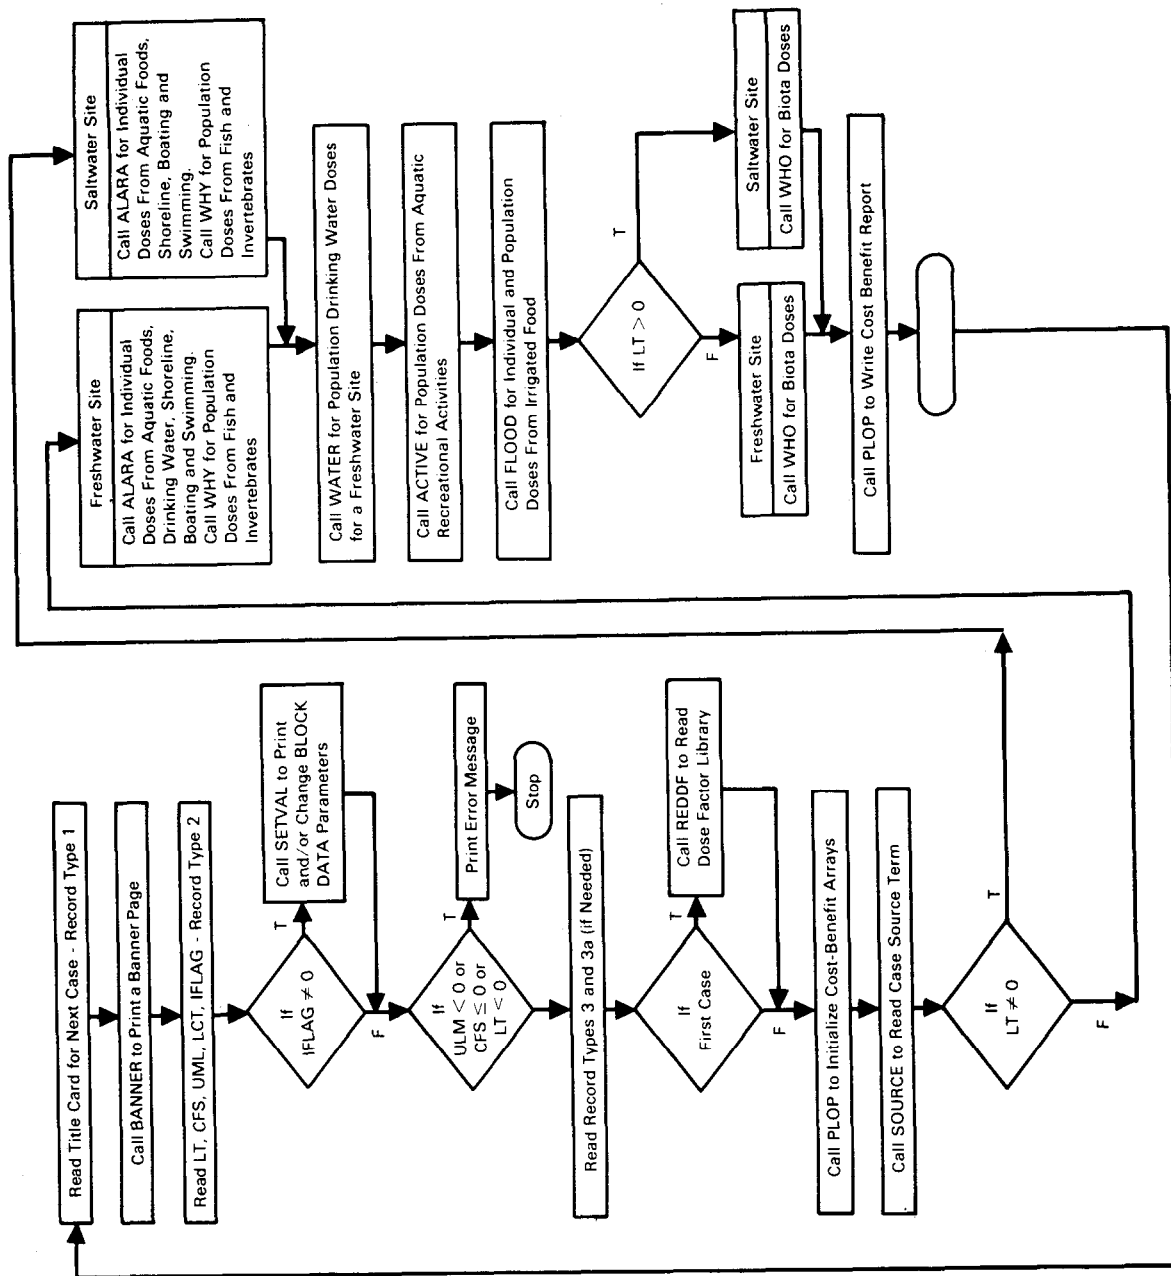 Read Title Card for Next Case - Record Type 1
Call BANNER to Print a Banner Page
Read LT, CFS, UML, LCT, IFLAG - Record Type 2
If
IFLAG ≠ 0
T
F
Call SETVAL to Print
and/or Change BLOCK
DATA Parameters
If
ULM < 0 or
CFS ≤ 0 or
LT < 0
T
Print Error Message
Stop
Read Record Types 3 and 3a (if Needed)
If
First Case
T
F
Call REDDF to Read
Dose Factor Library
Call PLOP to Initialize Cost-Benefit Arrays
Call SOURCE to Read Case Source Term
If
LT ≠ 0
T
F
Freshwater Site
Call ALARA for Individual
Doses From Aquatic Foods,
Drinking Water, Shoreline,
Boating and Swimming.
Call WHY for Population
Doses From Fish and
Invertebrates
Saltwater Site
Call ALARA for Individual
Doses From Aquatic Foods,
Shoreline, Boating and
Swimming.
Call WHY for Population
Doses From Fish and
Invertebrates
Call WATER for Population Drinking Water Doses
for a Freshwater Site
Call ACTIVE for Population Doses From Aquatic
Recreational Activities
Call FLOOD for Individual and Population
Doses From Irrigated Food
If LT > 0
T
F
Freshwater Site
Call WHO for Biota Doses
Saltwater Site
Call WHO for Biota Doses
Call PLOP to Write Cost Benefit Report